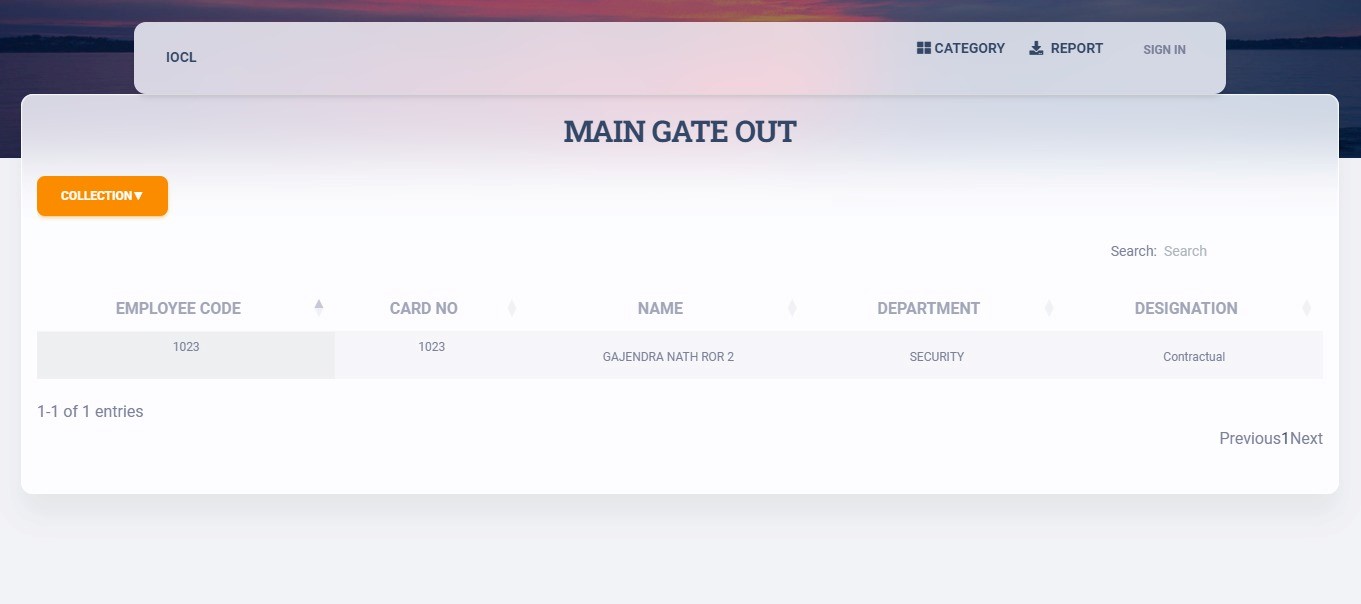 IOCL
CATEGORY
REPORT
SIGN IN
MAIN GATE OUT
COLLECTION▼
Search: Search
EMPLOYEE CODE CARD NO NAME DEPARTMENT DESIGNATION
1023 1023 GAJENDRA NATH ROR 2 SECURITY Contractual
1-1 of 1 entries
Previous1Next